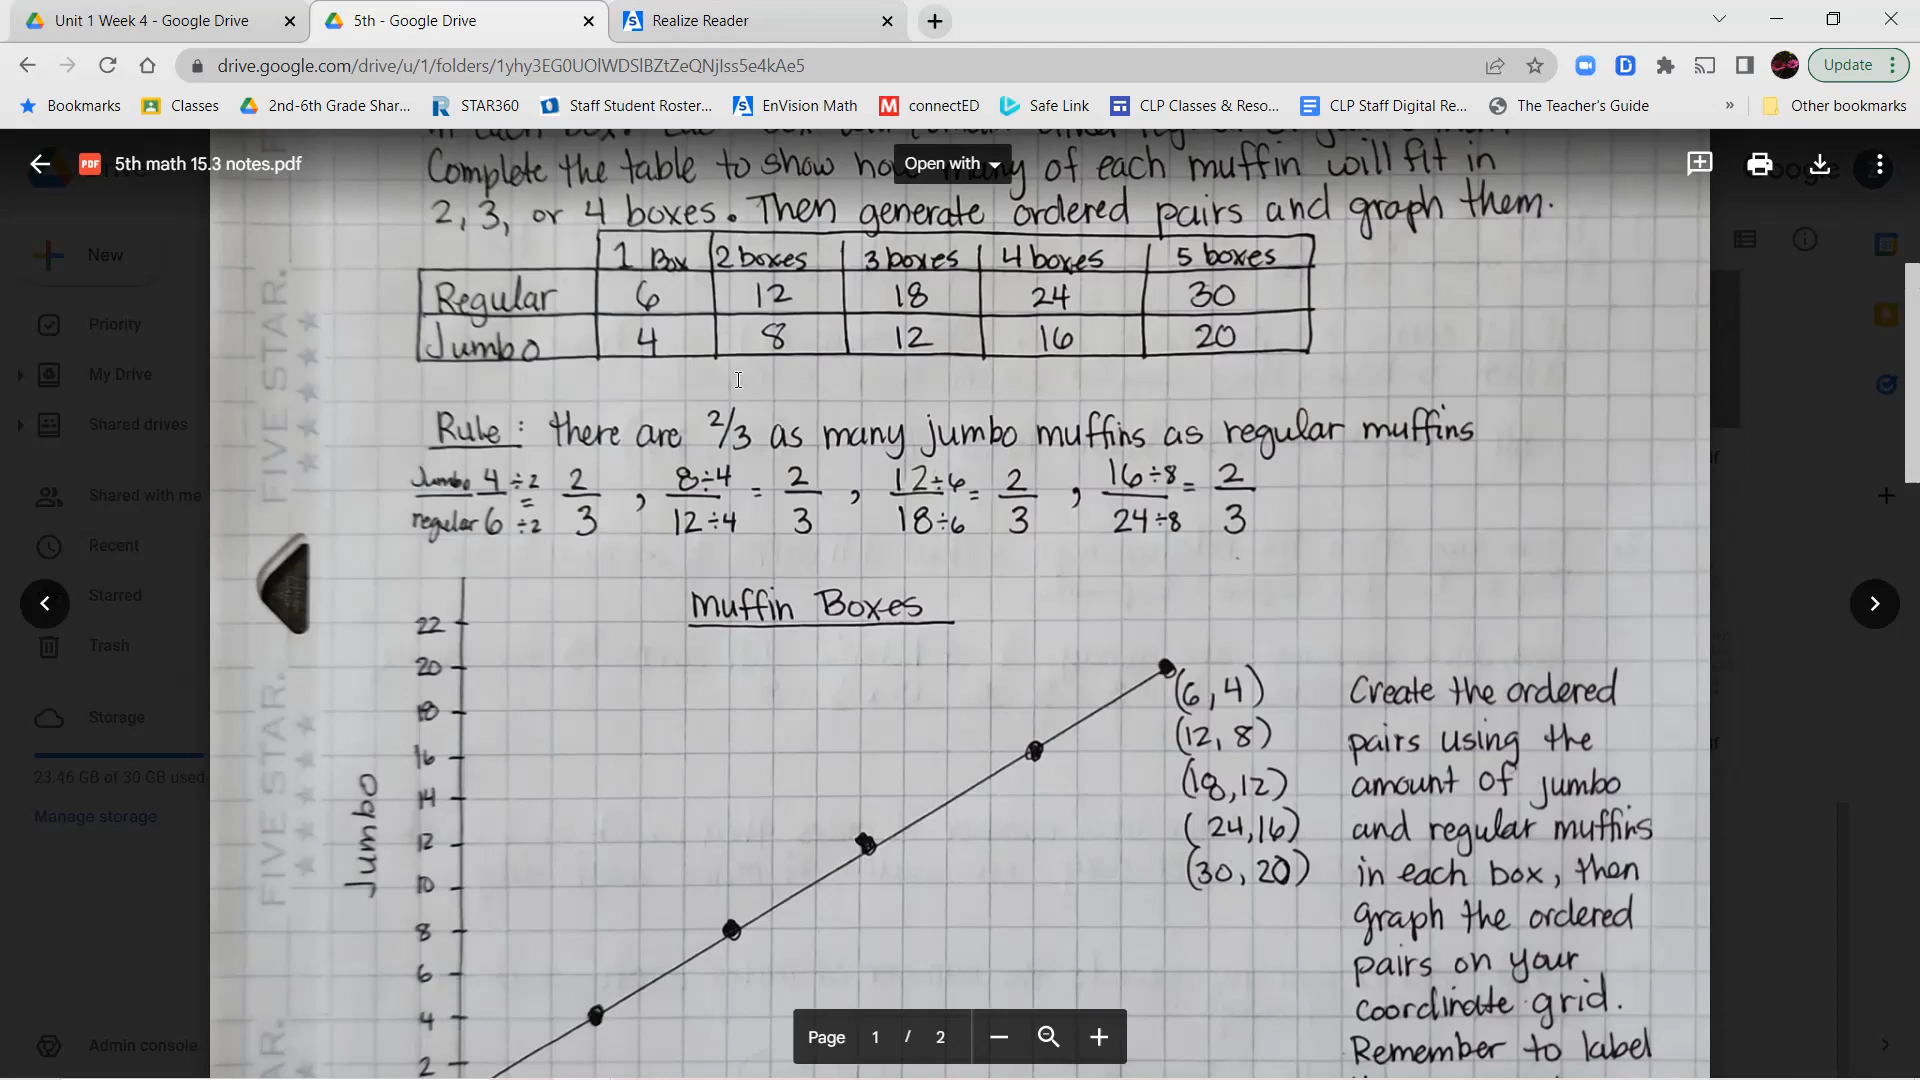 Unit 1 Week 4 - Google Drive
5th - Google Drive
Realize Reader
drive.google.com/drive/u/1/folders/1yhy3EG0UOlWDSlBZtZeQNjIss5e4kAe5
Update
Bookmarks
Classes
2nd-6th Grade Shar...
STAR360
Staff Student Roster...
EnVision Math
connectED
Safe Link
CLP Classes & Reso...
CLP Staff Digital Re...
The Teacher's Guide
»
Other bookmarks
PDF 5th math 15.3 notes.pdf
Open with
New
Priority
My Drive
Shared drives
Shared with me
Recent
Starred
Trash
Storage
23.46 GB of 30 GB used
Manage storage
Admin console
FIVE STAR.
FIVE STAR.
Complete the table to show how many of each muffin will fit in
2, 3, or 4 boxes. Then generate ordered pairs and graph them.
1 Box 2 boxes 3 boxes 4 boxes 5 boxes
Regular 6 12 18 24 30
Jumbo 4 8 12 16 20
Rule: there are 2/3 as many jumbo muffins as regular muffins
Jumbo 4 ÷2 = 2 , 8÷4 = 2 , 12÷6 = 2 , 16÷8 = 2
regular 6 ÷2 3 12÷4 3 18÷6 3 24÷8 3
Muffin Boxes
22
20
18
16
14
12
10
8
6
4
2
Jumbo
(6,4)
(12, 8)
(18,12)
(24,16)
(30, 20)
Create the ordered
pairs using the
amount of jumbo
and regular muffins
in each box, then
graph the ordered
pairs on your
coordinate grid.
Remember to label
Page 1 / 2